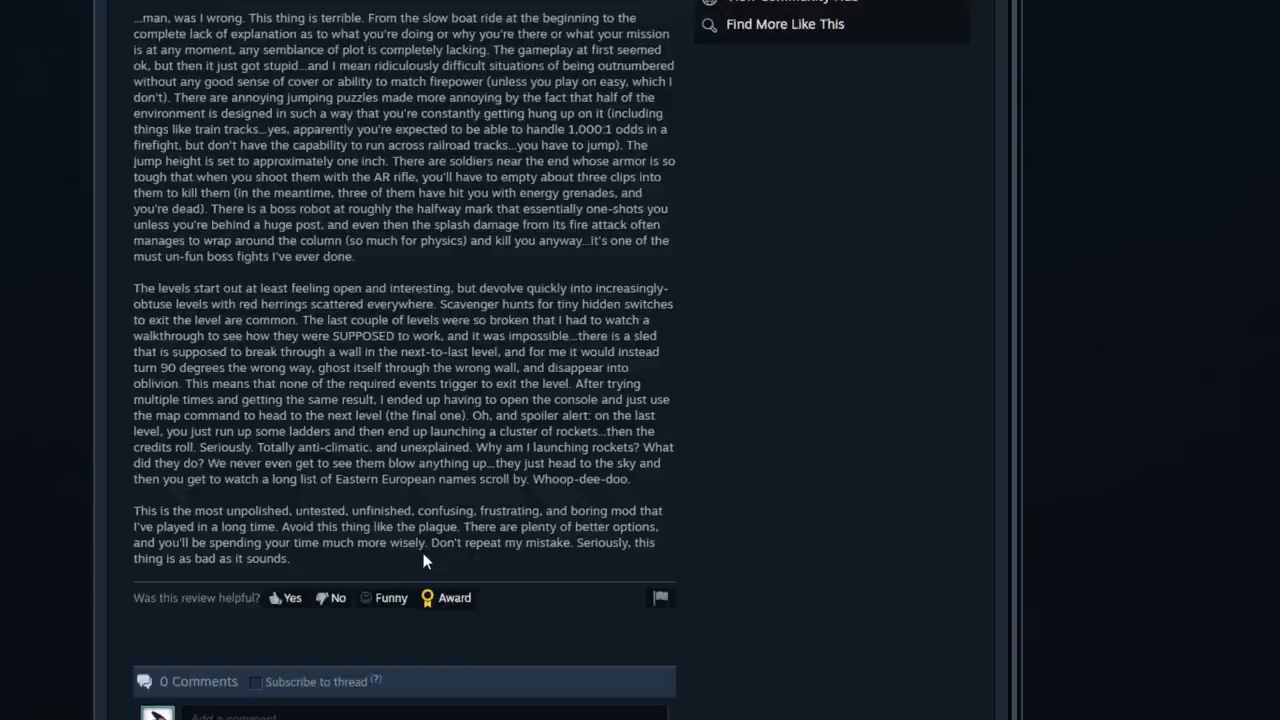 View Community Hub
...man, was I wrong. This thing is terrible. From the slow boat ride at the beginning to the
Find More Like This
complete lack of explanation as to what you're doing or why you're there or what your mission
is at any moment, any semblance of plot is completely lacking. The gameplay at first seemed
ok, but then it just got stupid...and I mean ridiculously difficult situations of being outnumbered
without any good sense of cover or ability to match firepower (unless you play on easy, which I
don't). There are annoying jumping puzzles made more annoying by the fact that half of the
environment is designed in such a way that you're constantly getting hung up on it (including
things like train tracks...yes, apparently you're expected to be able to handle 1,000:1 odds in a
firefight, but don't have the capability to run across railroad tracks...you have to jump). The
jump height is set to approximately one inch. There are soldiers near the end whose armor is so
tough that when you shoot them with the AR rifle, you'll have to empty about three clips into
them to kill them (in the meantime, three of them have hit you with energy grenades, and
you're dead). There is a boss robot at roughly the halfway mark that essentially one-shots you
unless you're behind a huge post, and even then the splash damage from its fire attack often
manages to wrap around the column (so much for physics) and kill you anyway...it's one of the
must un-fun boss fights I've ever done.
The levels start out at least feeling open and interesting, but devolve quickly into increasingly-
obtuse levels with red herrings scattered everywhere. Scavenger hunts for tiny hidden switches
to exit the level are common. The last couple of levels were so broken that I had to watch a
walkthrough to see how they were SUPPOSED to work, and it was impossible...there is a sled
that is supposed to break through a wall in the next-to-last level, and for me it would instead
turn 90 degrees the wrong way, ghost itself through the wrong wall, and disappear into
oblivion. This means that none of the required events trigger to exit the level. After trying
multiple times and getting the same result, I ended up having to open the console and just use
the map command to head to the next level (the final one). Oh, and spoiler alert: on the last
level, you just run up some ladders and then end up launching a cluster of rockets...then the
credits roll. Seriously. Totally anti-climatic. and unexplained. Why am I launching rockets? What
did they do? We never even get to see them blow anything up...they just head to the sky and
then you get to watch a long list of Eastern European names scroll by. Whoop-dee-doo.
This is the most unpolished, untested, unfinished, confusing, frustrating, and boring mod that
I've played in a long time. Avoid this thing like the plague. There are plenty of better options,
and you'll be spending your time much more wisely. Don't repeat my mistake. Seriously, this
thing is as bad as it sounds.
Was this review helpful? Yes No Funny Award
0 Comments Subscribe to thread (?)
Add a comment